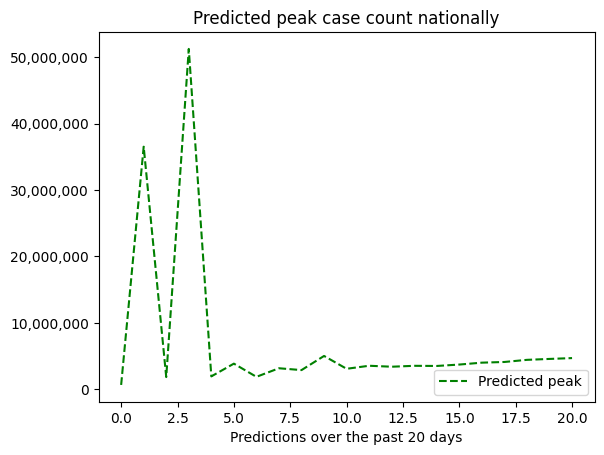 Predicted peak case count nationally
50,000,000
40,000,000
30,000,000
20,000,000
10,000,000
0
Predicted peak
0.0 2.5 5.0 7.5 10.0 12.5 15.0 17.5 20.0
Predictions over the past 20 days